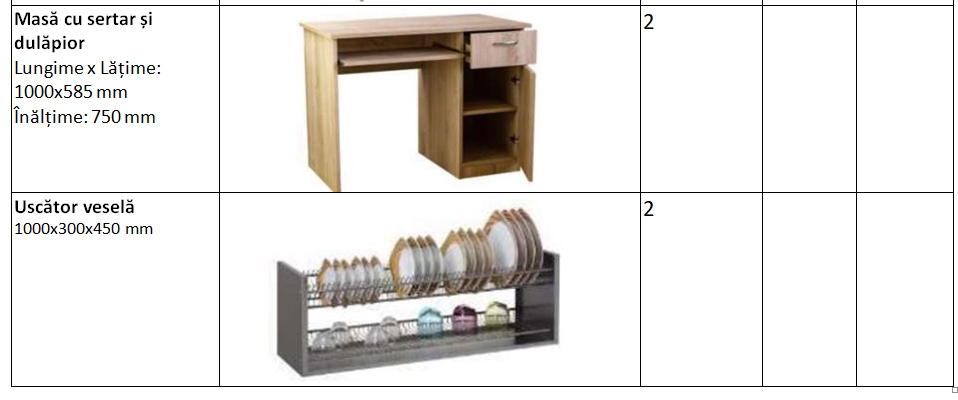 Masă cu sertar și
dulăpior
Lungime x Lățime:
1000x585 mm
Înălțime: 750 mm
2
Uscător veselă
1000x300x450 mm
2